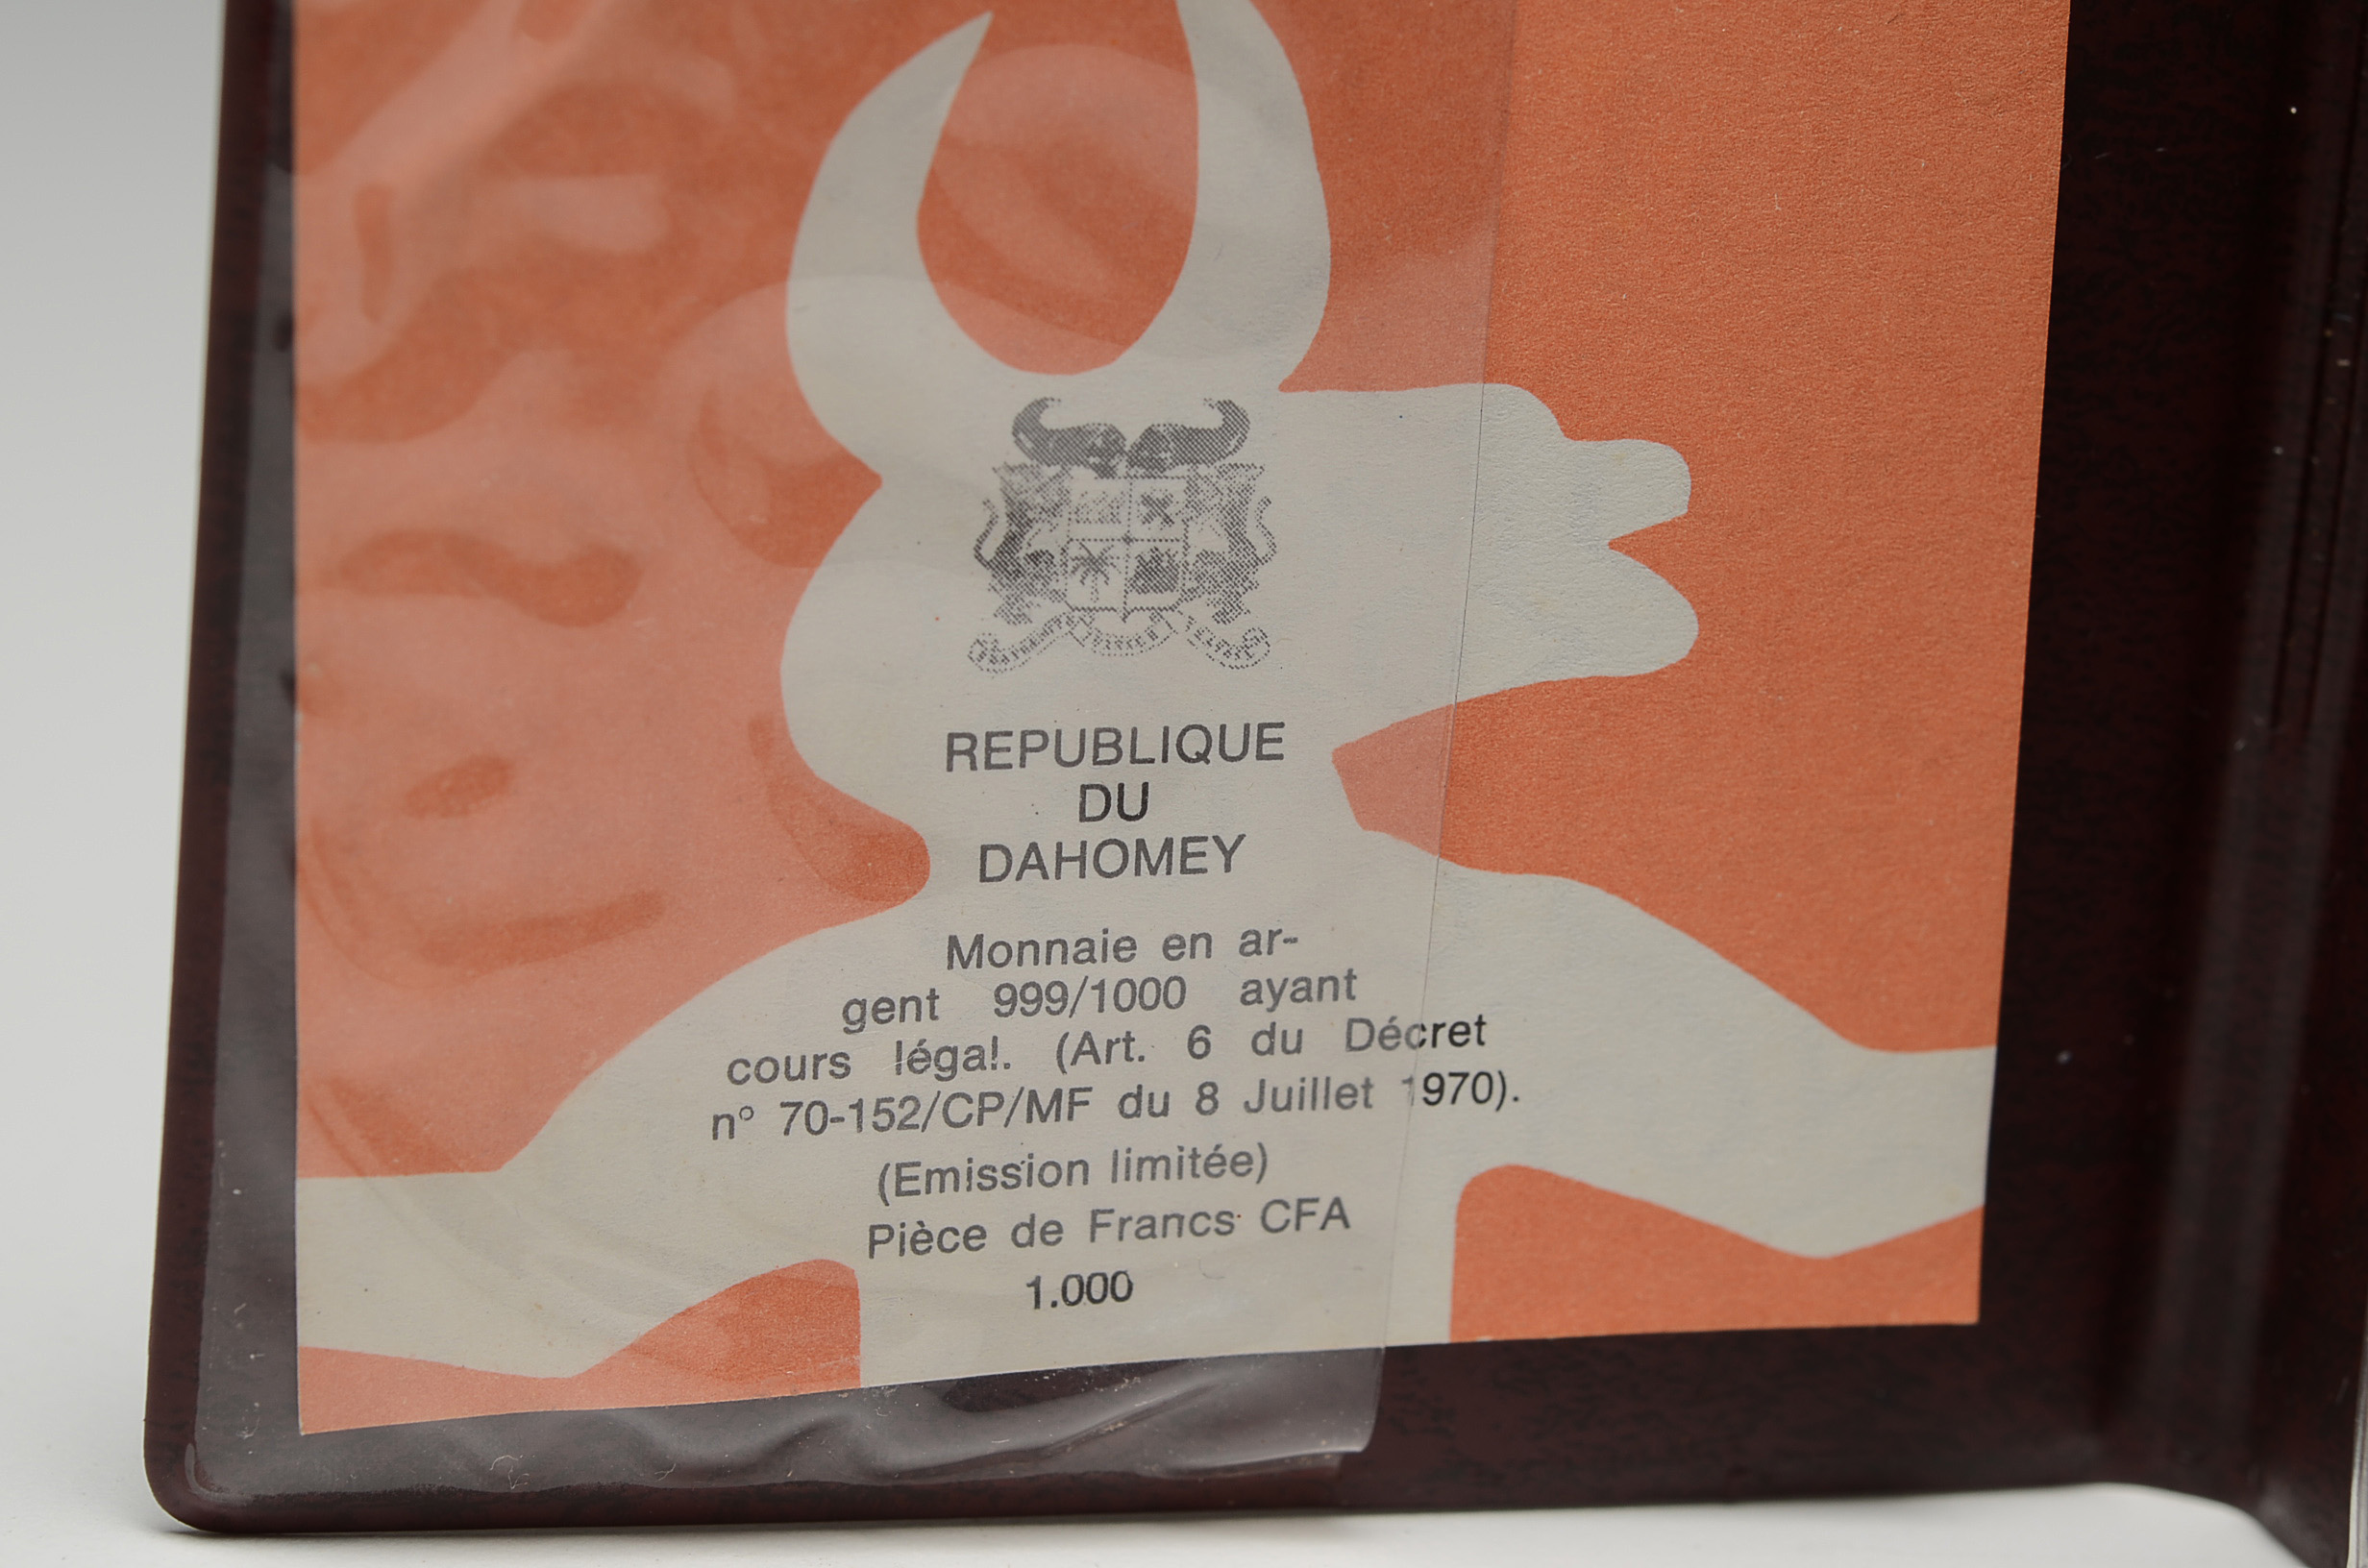 REPUBLIQUE
DU
DAHOMEY
Monnaie en ar-
gent 999/1000 ayant
cours légal. (Art. 6 du Décret
n° 70-152/CP/MF du 8 Juillet 1970).
(Emission limitée)
Pièce de Francs CFA
1.000